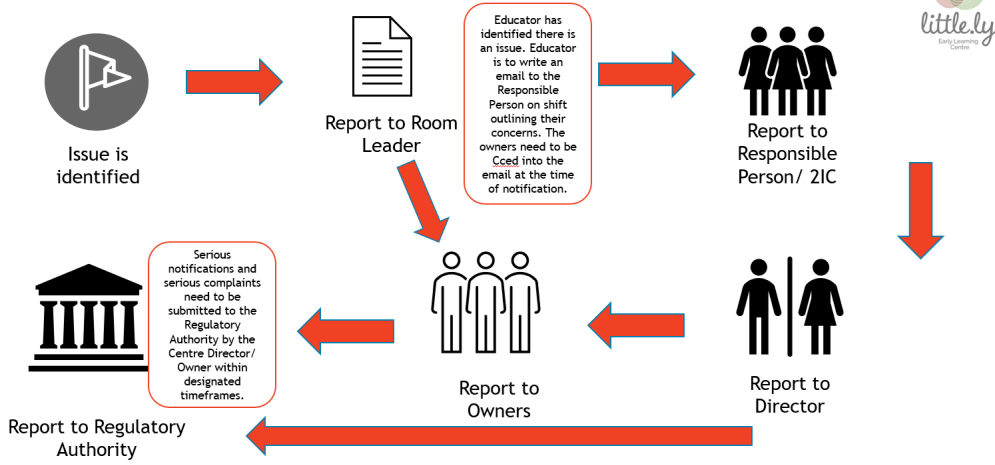 little.ly
Early Learning
Centre
Issue is
identified
Report to Room
Leader
Educator has
identified there is
an issue. Educator
is to write an
email to the
Responsible
Person on shift
outlining their
concerns. The
owners need to be
Cced into the
email at the time
of notification.
Report to
Responsible
Person/ 2IC
Report to
Director
Report to
Owners
Serious
notifications and
serious complaints
need to be
submitted to the
Regulatory
Authority by the
Centre Director/
Owner within
designated
timeframes.
Report to Regulatory
Authority